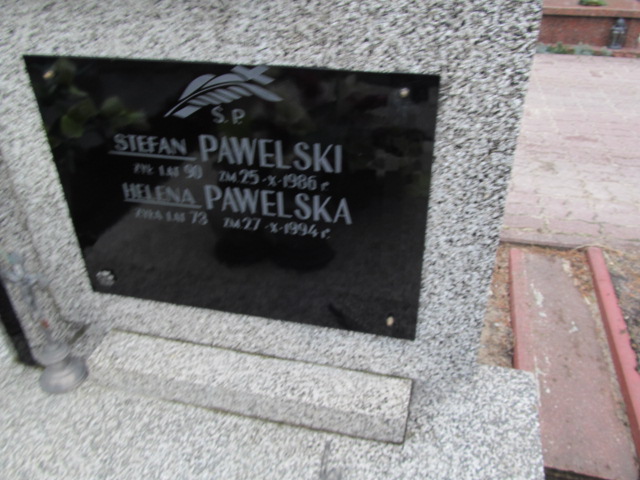 Ś.P.
STEFAN PAWELSKI
ŻYŁ LAT 90 ZM 25-X-1986 r
HELENA PAWELSKA
ŻYŁA LAT 73 ZM 27-X-1994 r.